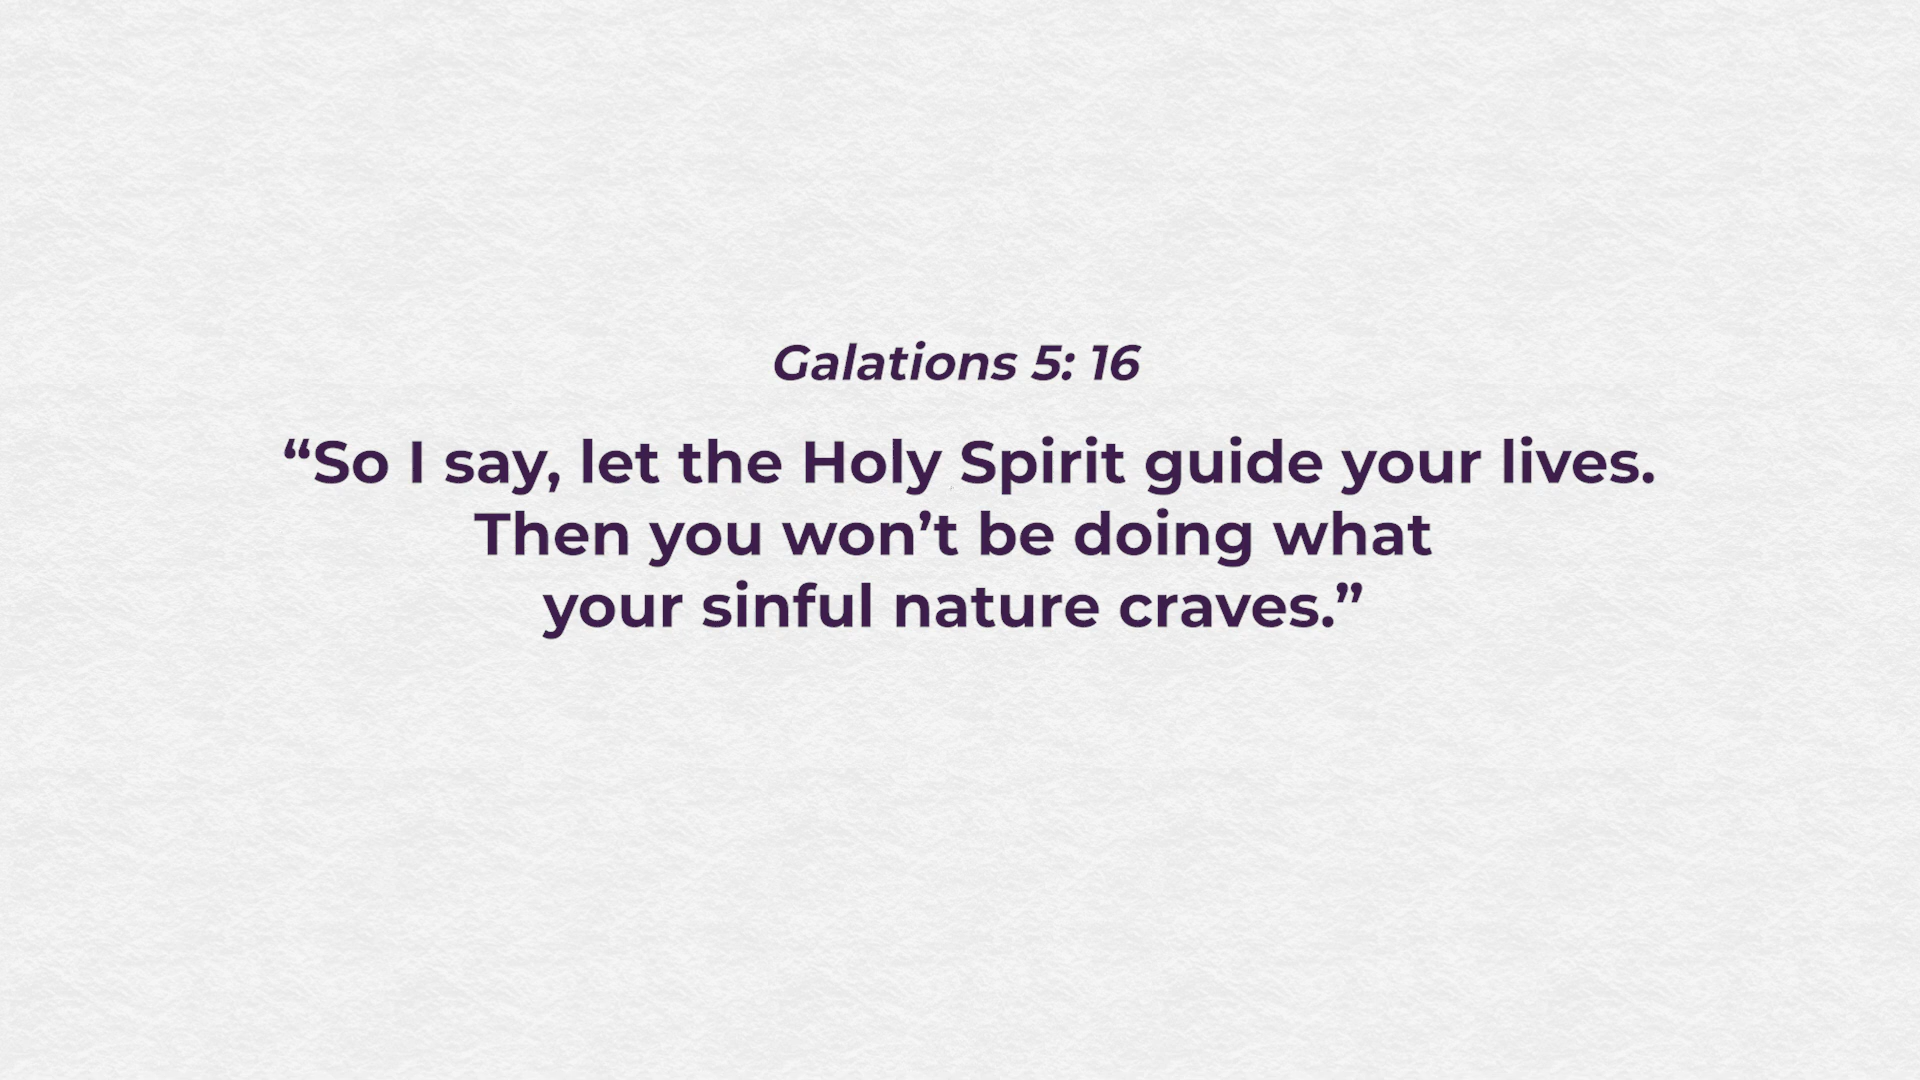 Galations 5: 16
“So I say, let the Holy Spirit guide your lives.
Then you won’t be doing what
your sinful nature craves.”